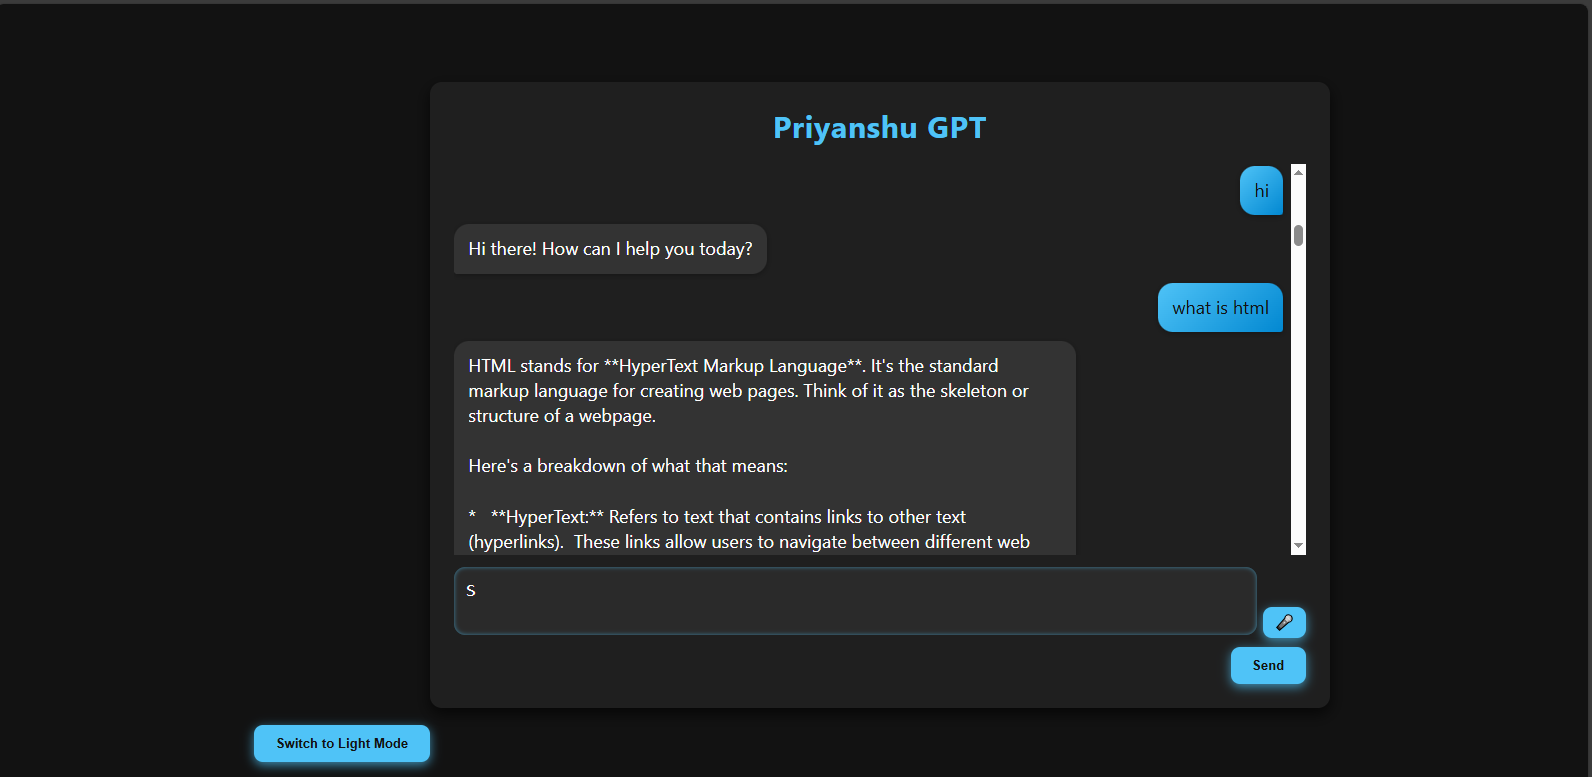 Priyanshu GPT
hi
Hi there! How can I help you today?
what is html
HTML stands for **HyperText Markup Language**. It's the standard
markup language for creating web pages. Think of it as the skeleton or
structure of a webpage.
Here's a breakdown of what that means:
*   **HyperText:** Refers to text that contains links to other text
(hyperlinks).  These links allow users to navigate between different web
S
Send
Switch to Light Mode